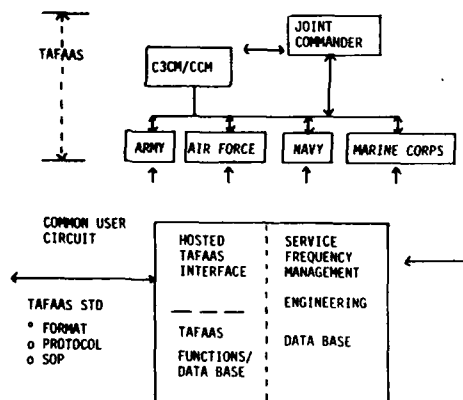 TAFAAS
JOINT
COMMANDER
C3CM/CCM
ARMY
AIR FORCE
NAVY
MARINE CORPS
COMMON USER
CIRCUIT
TAFAAS STD
° FORMAT
o PROTOCOL
o SOP
HOSTED
TAFAAS
INTERFACE
TAFAAS
FUNCTIONS/
DATA BASE
SERVICE
FREQUENCY
MANAGEMENT
ENGINEERING
DATA BASE